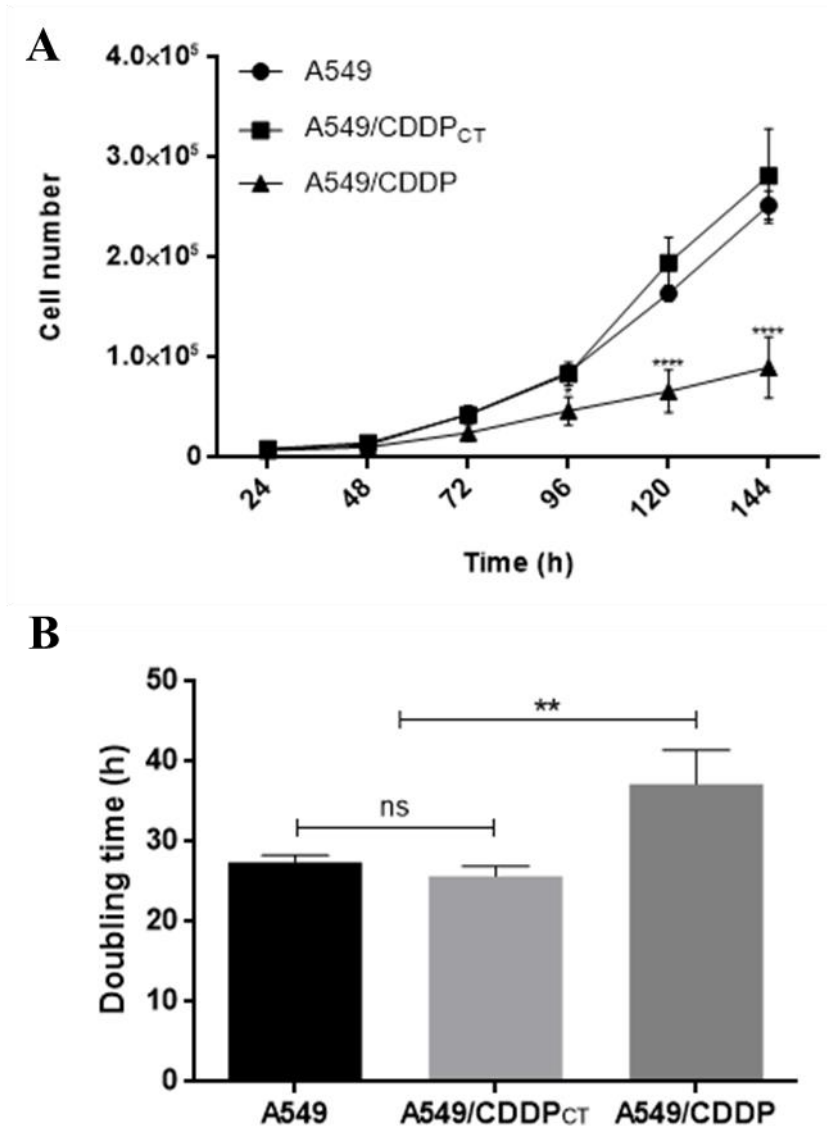 A
4.0×10⁵
3.0×10⁵
2.0×10⁵
1.0×10⁵
0
Cell number
A549
A549/CDDPCT
A549/CDDP
*
****
****
24 48 72 96 120 144
Time (h)
B
50
40
30
20
10
0
Doubling time (h)
ns
**
A549 A549/CDDPCT A549/CDDP